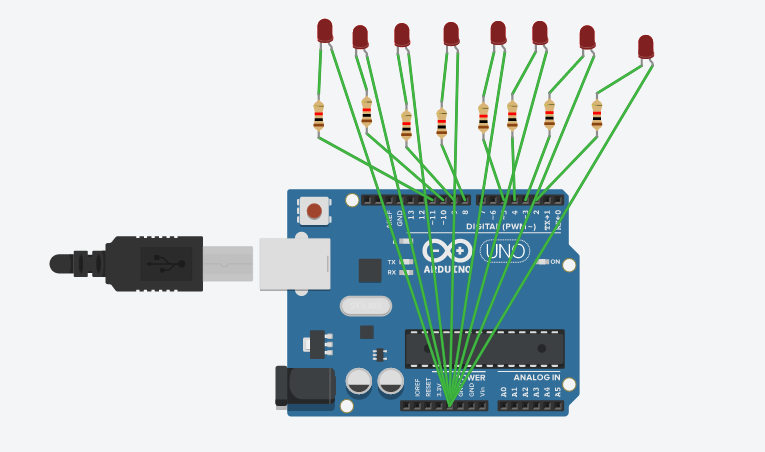 AREF
GND
13
12
~11
~10
9
8
7
~6
5
4
~3
2
TX→1
RX←0
DIGITAL (PWM~)
TX
RX
ARDUINO
UNO
ON
POWER
ANALOG IN
IOREF
RESET
3.3V
GND
Vin
A0
A1
A2
A3
A4
A5